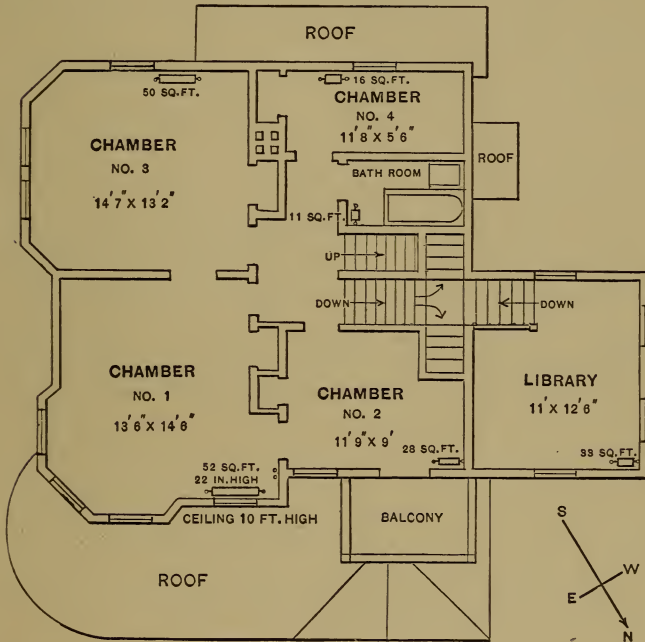 ROOF
50 SQ.FT.
16 SQ.FT.
CHAMBER
NO. 4
11'8" X 5'6"
CHAMBER
NO. 3
14'7" X 13'2"
BATH ROOM
ROOF
11 SQ.FT.
UP
DOWN
DOWN
CHAMBER
NO. 1
13'6" X 14'6"
CHAMBER
NO. 2
11'9" X 9'
LIBRARY
11' X 12'6"
28 SQ.FT.
33 SQ.FT.
52 SQ.FT.
22 IN.HIGH
CEILING 10 FT. HIGH
BALCONY
ROOF
S
W
E
N